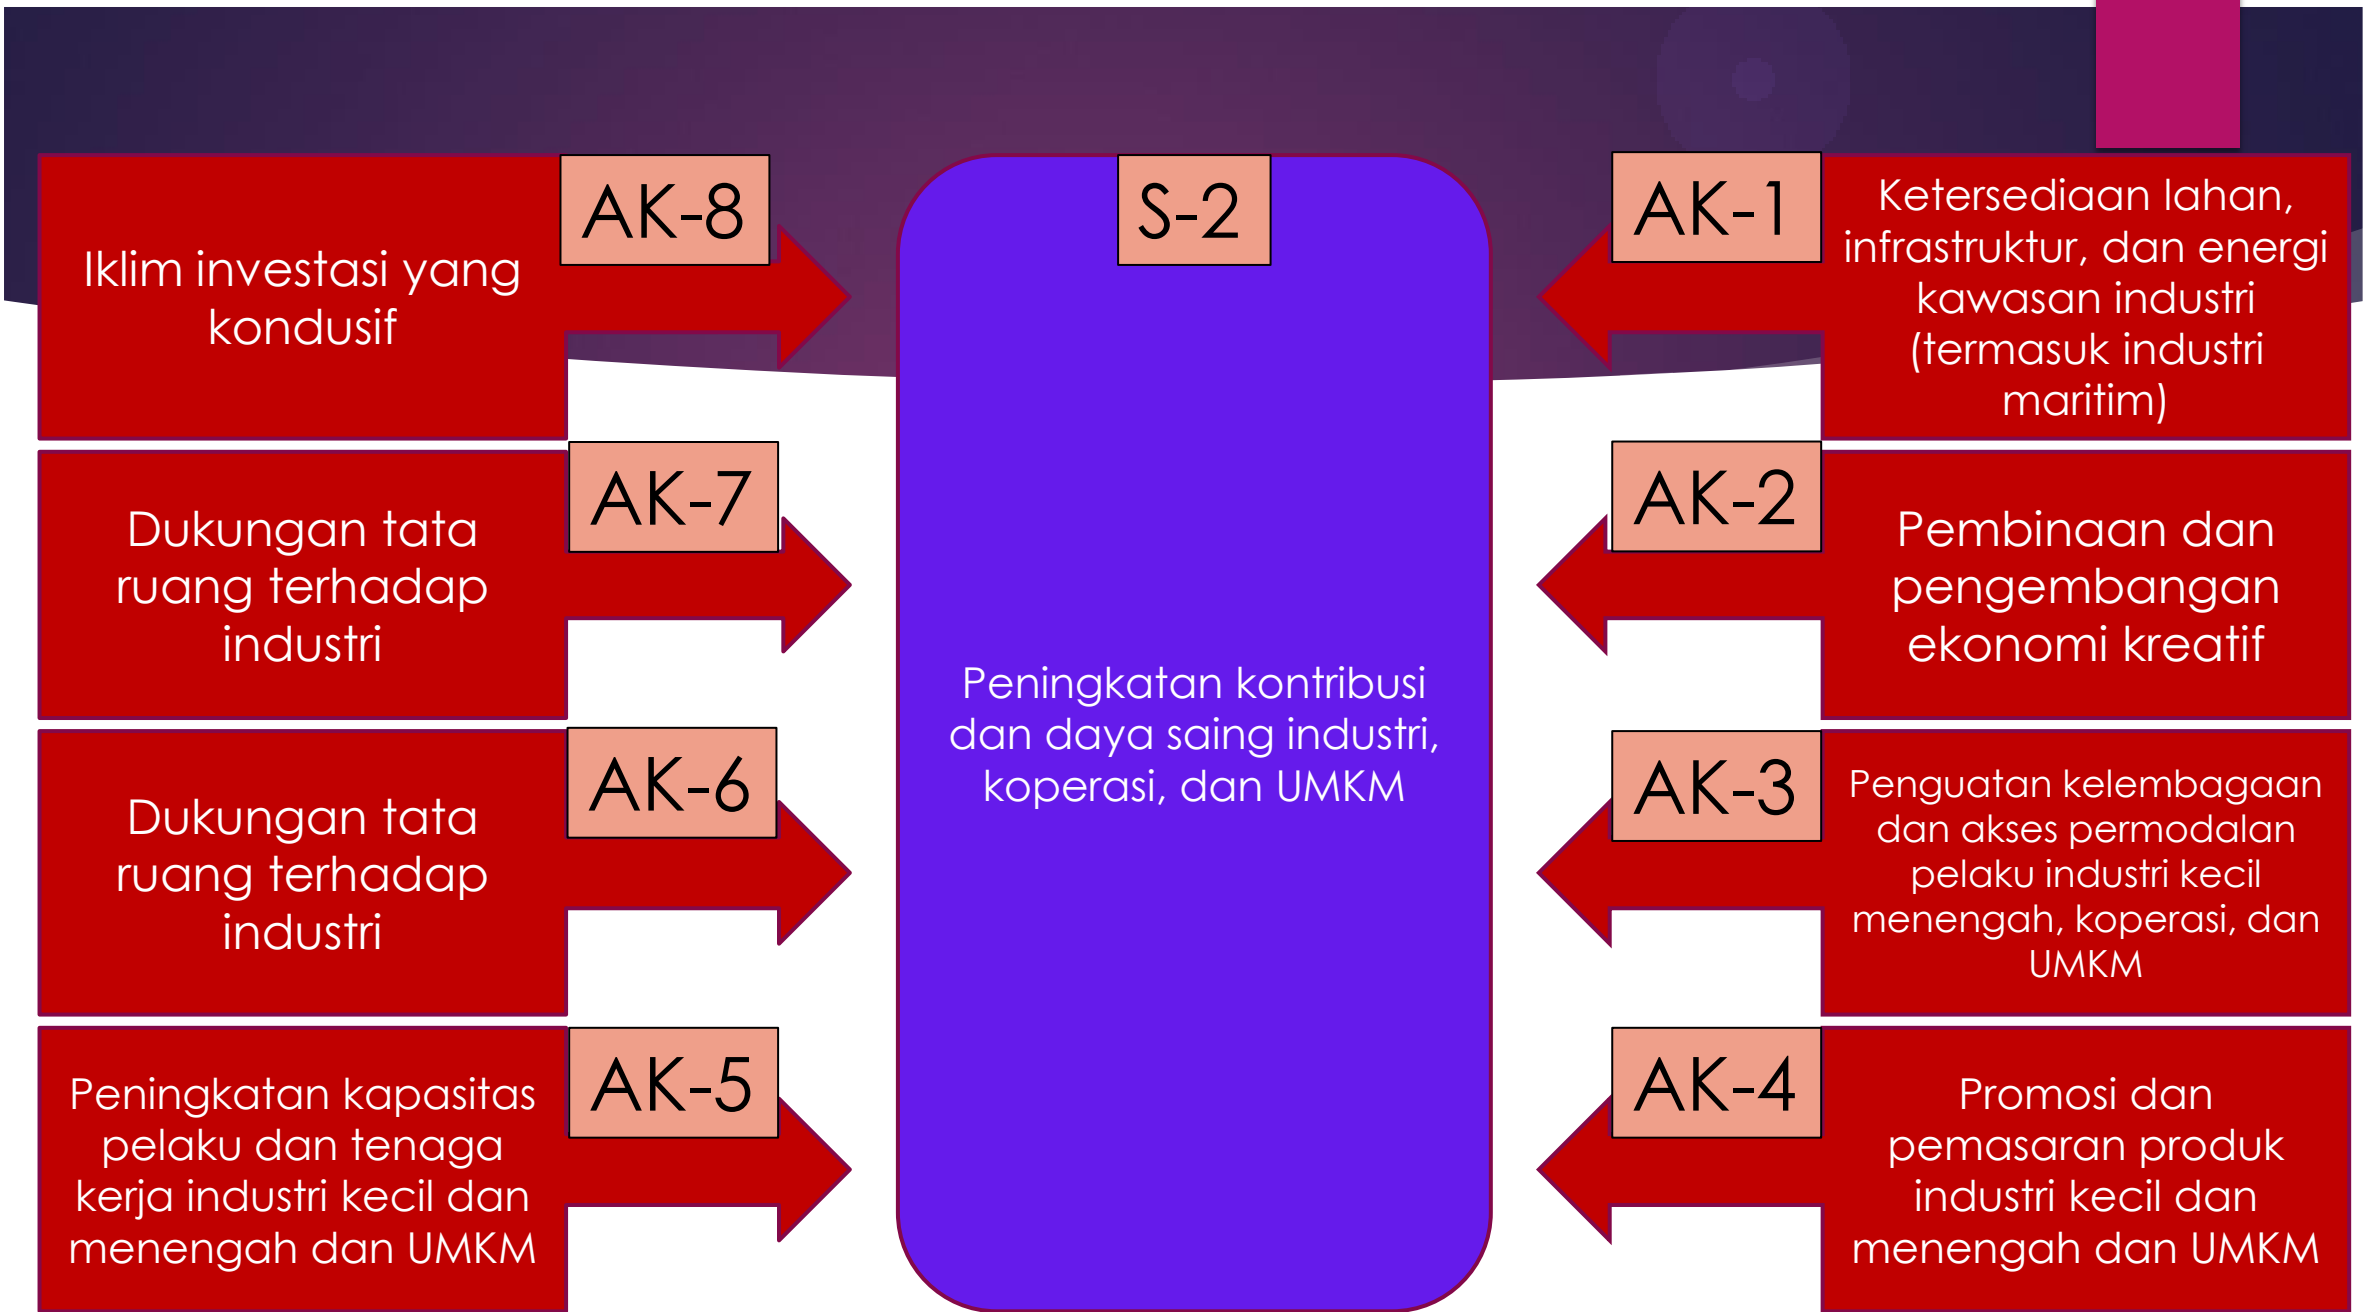 AK-8
Iklim investasi yang
kondusif
AK-7
Dukungan tata
ruang terhadap
industri
AK-6
Dukungan tata
ruang terhadap
industri
AK-5
Peningkatan kapasitas
pelaku dan tenaga
kerja industri kecil dan
menengah dan UMKM
S-2
Peningkatan kontribusi
dan daya saing industri,
koperasi, dan UMKM
AK-1
Ketersediaan lahan,
infrastruktur, dan energi
kawasan industri
(termasuk industri
maritim)
AK-2
Pembinaan dan
pengembangan
ekonomi kreatif
AK-3
Penguatan kelembagaan
dan akses permodalan
pelaku industri kecil
menengah, koperasi, dan
UMKM
AK-4
Promosi dan
pemasaran produk
industri kecil dan
menengah dan UMKM